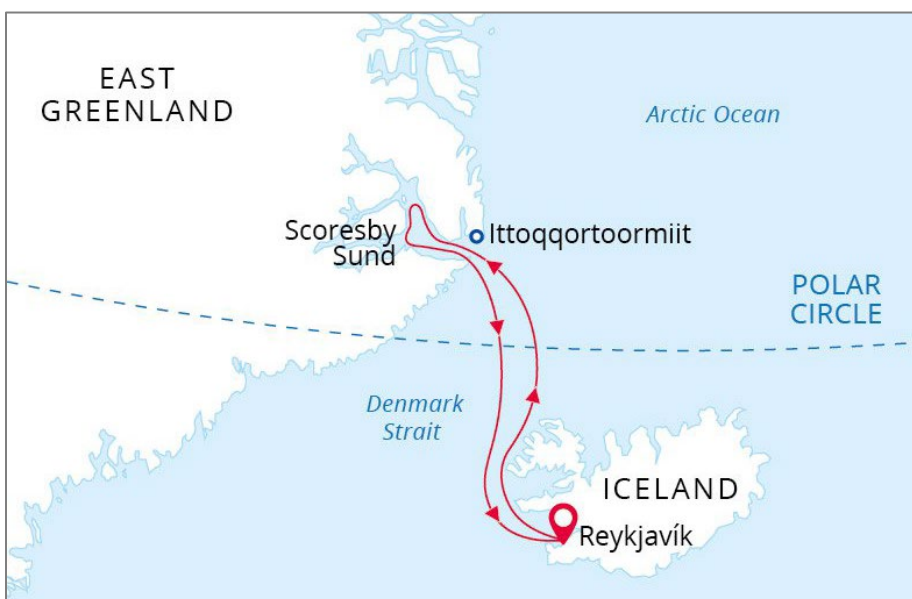 EAST
GREENLAND
Arctic Ocean
Scoresby
Sund
Ittoqqortoormiit
POLAR
CIRCLE
Denmark
Strait
ICELAND
Reykjavík